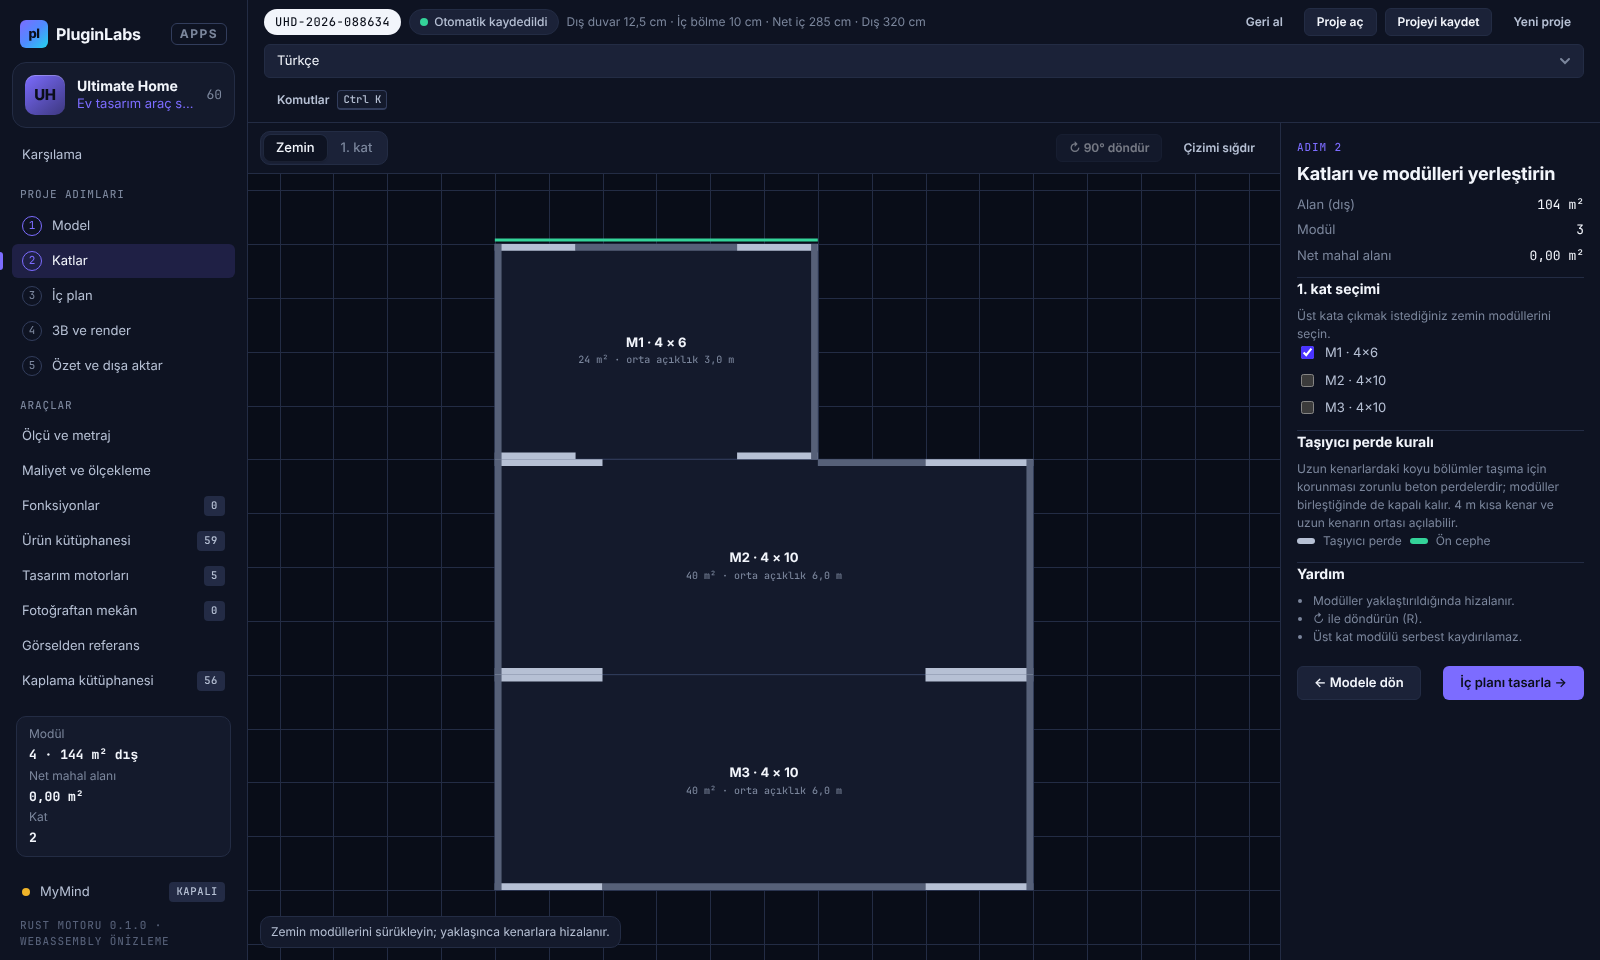 pl PluginLabs APPS
UH Ultimate Home 60
Ev tasarım araç s...
Karşılama
PROJE ADIMLARI
1 Model
2 Katlar
3 İç plan
4 3B ve render
5 Özet ve dışa aktar
ARAÇLAR
Ölçü ve metraj
Maliyet ve ölçekleme
Fonksiyonlar 0
Ürün kütüphanesi 59
Tasarım motorları 5
Fotoğraftan mekân 0
Görselden referans
Kaplama kütüphanesi 56
Modül
4 · 144 m² dış
Net mahal alanı
0,00 m²
Kat
2
MyMind KAPALI
RUST MOTORU 0.1.0 ·
WEBASSEMBLY ÖNİZLEME
UHD-2026-088634 Otomatik kaydedildi Dış duvar 12,5 cm · İç bölme 10 cm · Net iç 285 cm · Dış 320 cm Geri al Proje aç Projeyi kaydet Yeni proje
Türkçe
Komutlar Ctrl K
Zemin 1. kat ↻ 90° döndür Çizimi sığdır
M1 · 4 × 6
24 m² · orta açıklık 3,0 m
M2 · 4 × 10
40 m² · orta açıklık 6,0 m
M3 · 4 × 10
40 m² · orta açıklık 6,0 m
Zemin modüllerini sürükleyin; yaklaşınca kenarlara hizalanır.
ADIM 2
Katları ve modülleri yerleştirin
Alan (dış) 104 m²
Modül 3
Net mahal alanı 0,00 m²
1. kat seçimi
Üst kata çıkmak istediğiniz zemin modüllerini
seçin.
M1 · 4×6
M2 · 4×10
M3 · 4×10
Taşıyıcı perde kuralı
Uzun kenarlardaki koyu bölümler taşıma için
korunması zorunlu beton perdelerdir; modüller
birleştiğinde de kapalı kalır. 4 m kısa kenar ve
uzun kenarın ortası açılabilir.
Taşıyıcı perde Ön cephe
Yardım
• Modüller yaklaştırıldığında hizalanır.
• ↻ ile döndürün (R).
• Üst kat modülü serbest kaydırılamaz.
← Modele dön İç planı tasarla →